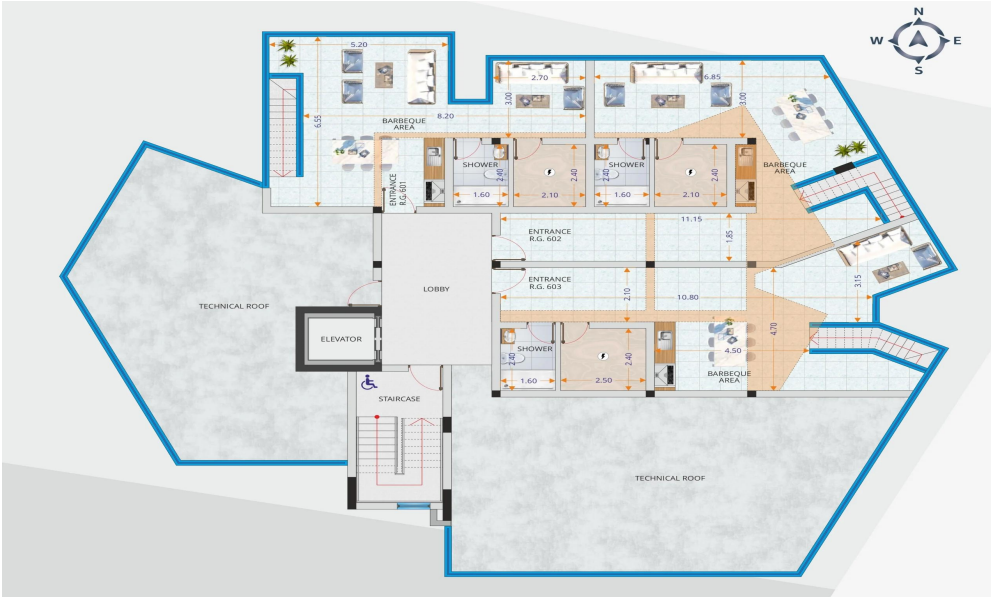 N
W E
S
5.20
2.70
6.85
3.00
3.00
6.55
8.20
BARBEQUE
AREA
SHOWER
SHOWER
BARBEQUE
AREA
2.40
2.40
2.40
2.40
ENTRANCE
R.G. 601
1.60
2.10
1.60
2.10
11.15
ENTRANCE
R.G. 602
1.85
3.15
LOBBY
ENTRANCE
R.G. 603
2.10
10.80
TECHNICAL ROOF
4.70
ELEVATOR
SHOWER
2.40
2.40
4.50
1.60
2.50
BARBEQUE
AREA
STAIRCASE
TECHNICAL ROOF